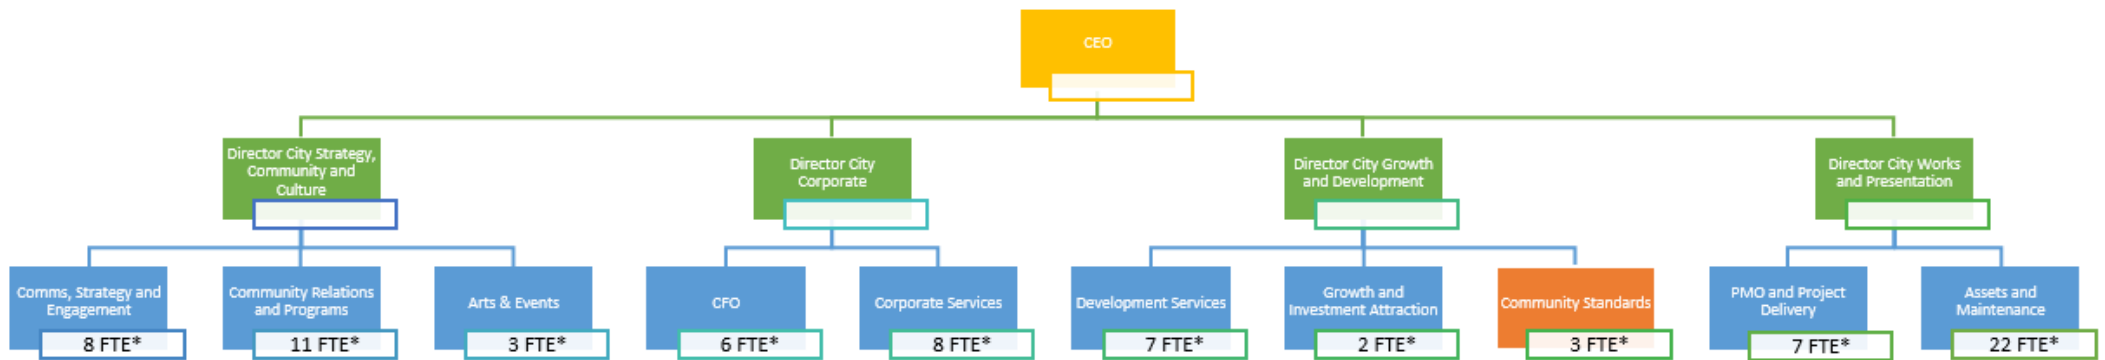 CEO
Director City Strategy,
Community and
Culture
Director City
Corporate
Director City Growth
and Development
Director City Works
and Presentation
Comms, Strategy and
Engagement
8 FTE*
Community Relations
and Programs
11 FTE*
Arts & Events
3 FTE*
CFO
6 FTE*
Corporate Services
8 FTE*
Development Services
7 FTE*
Growth and
Investment Attraction
2 FTE*
Community Standards
3 FTE*
PMO and Project
Delivery
7 FTE*
Assets and
Maintenance
22 FTE*